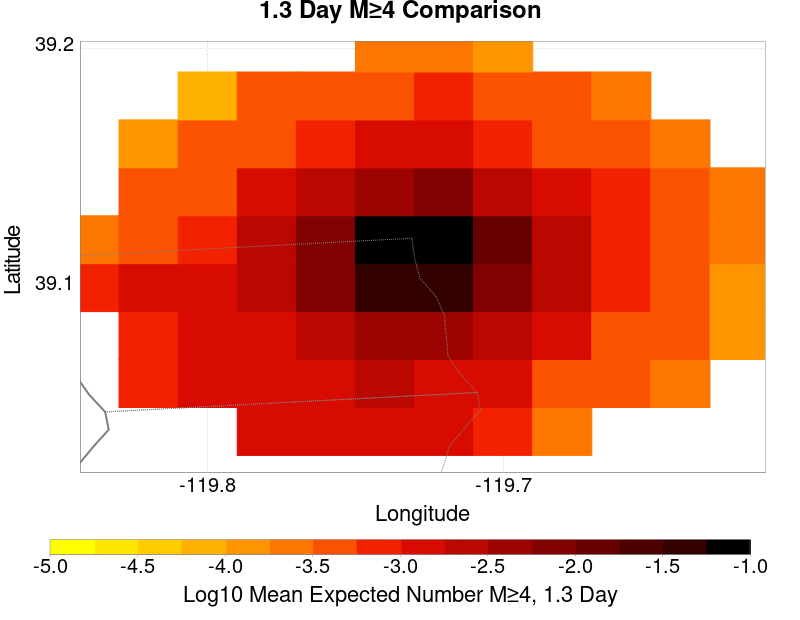 1.3 Day M≥4 Comparison
39.2
39.1
Latitude
-119.8
-119.7
Longitude
-5.0 -4.5 -4.0 -3.5 -3.0 -2.5 -2.0 -1.5 -1.0
Log10 Mean Expected Number M≥4, 1.3 Day